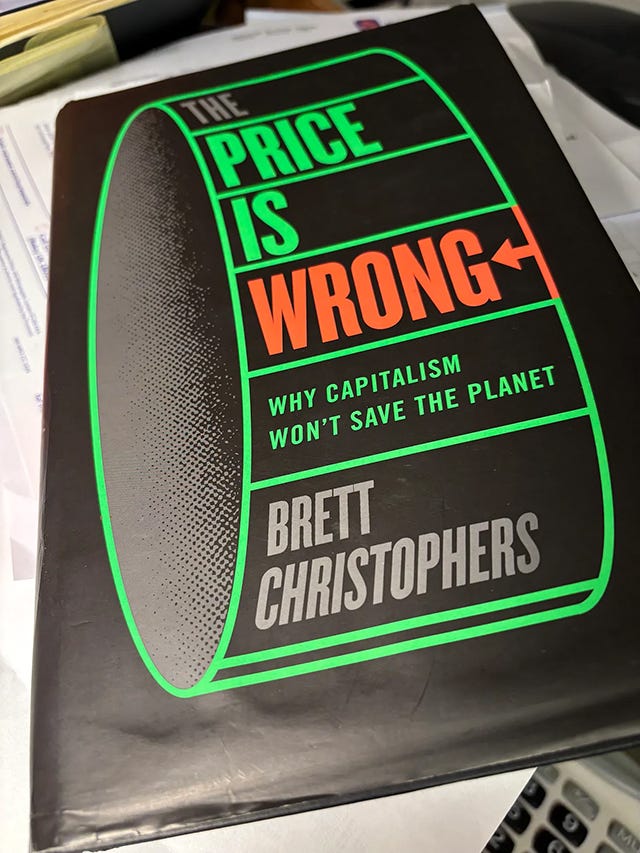 THE
PRICE
IS
WRONG
WHY CAPITALISM
WON'T SAVE THE PLANET
BRETT
CHRISTOPHERS